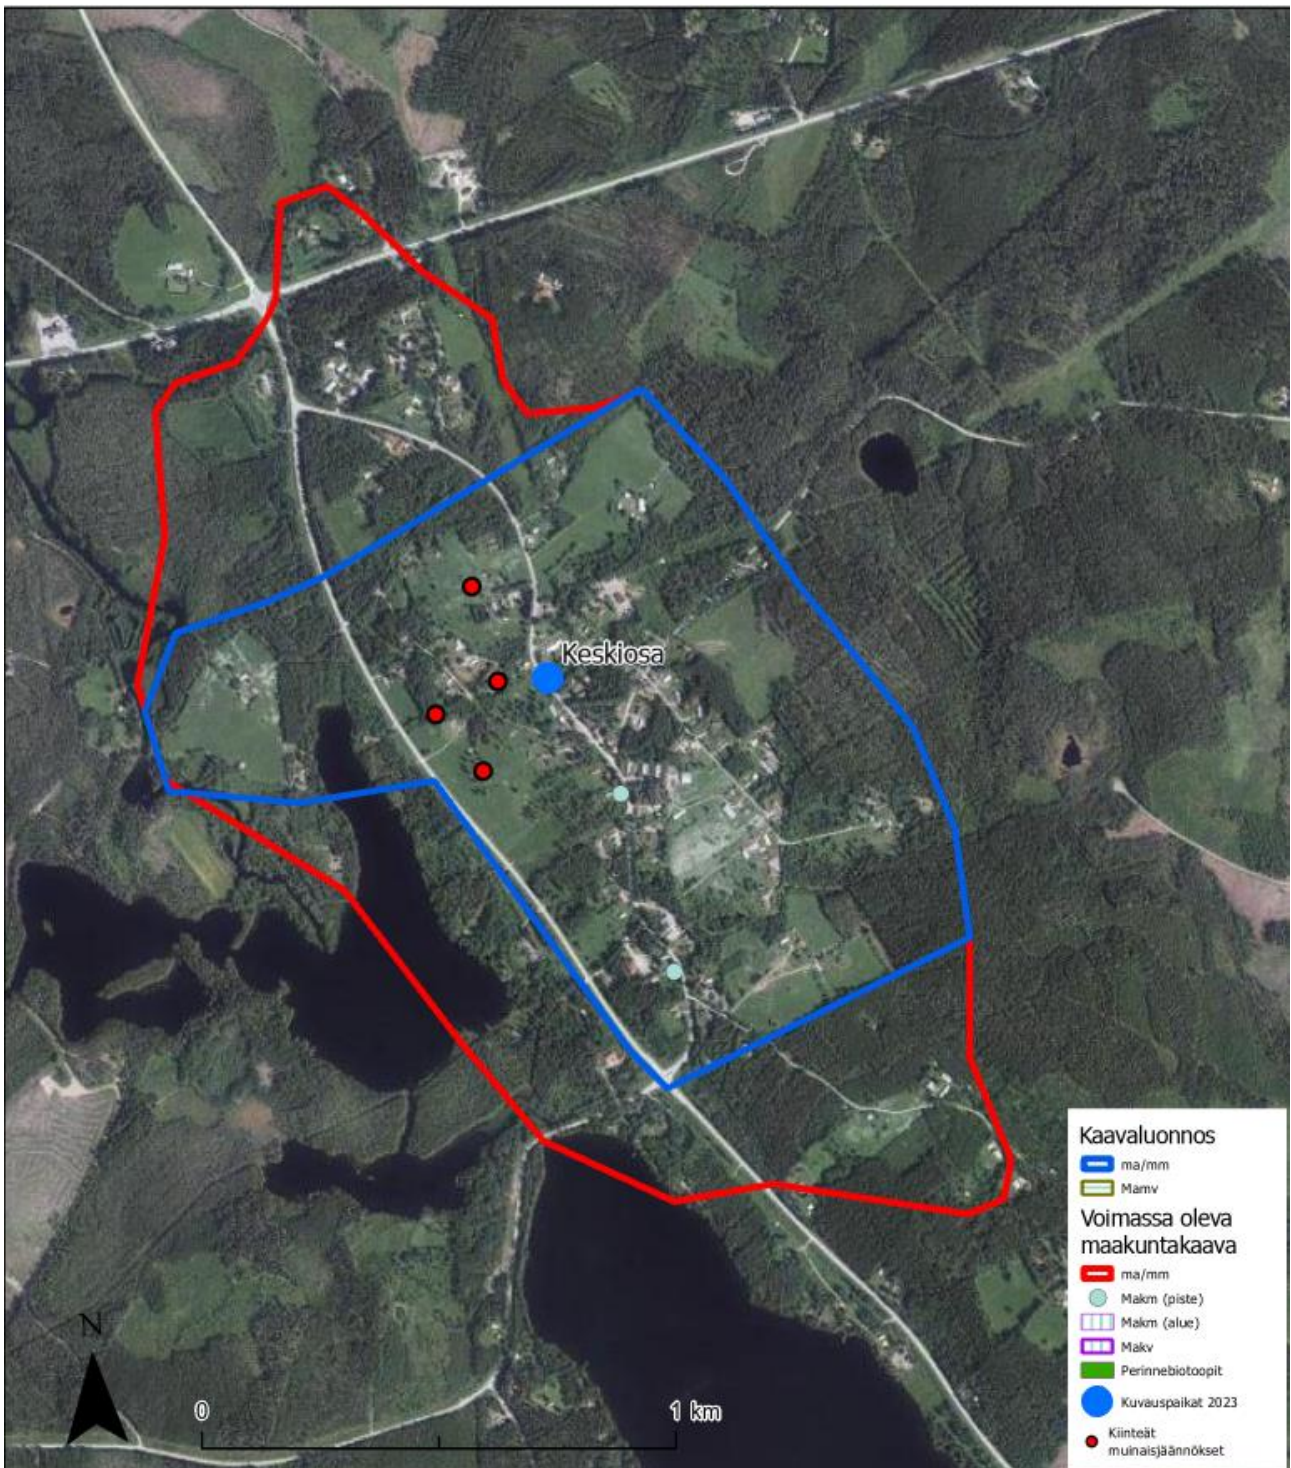 Keskiosa
Kaavaluonnos
ma/mm
Mamv
Voimassa oleva
maakuntakaava
ma/mm
Makm (piste)
Makm (alue)
Makv
Perinnebiotoopit
Kuvauspaikat 2023
Kiinteät
muinaisjäännökset
N
0
1 km